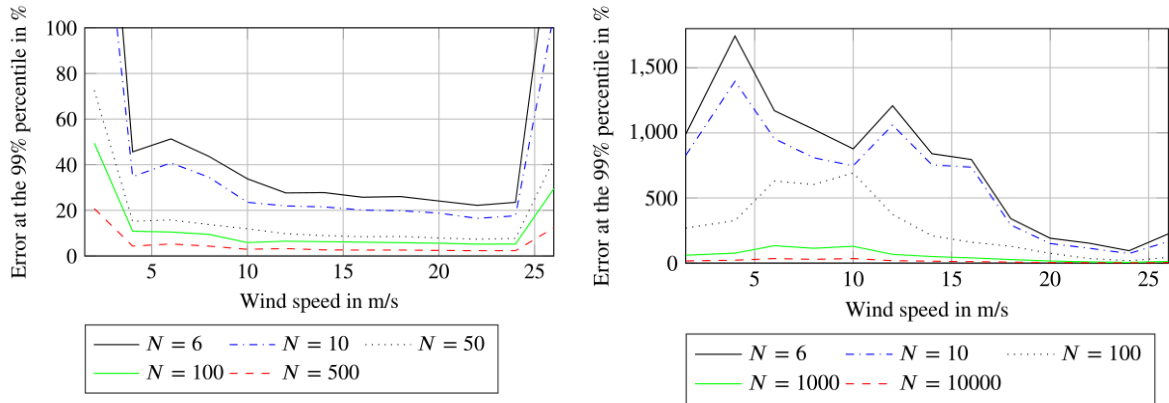 Error at the 99% percentile in %
100
80
60
40
20
0
5
10
15
20
25
Wind speed in m/s
N = 6
N = 10
N = 50
N = 100
N = 500
Error at the 99% percentile in %
1,500
1,000
500
0
5
10
15
20
25
Wind speed in m/s
N = 6
N = 10
N = 100
N = 1000
N = 10000